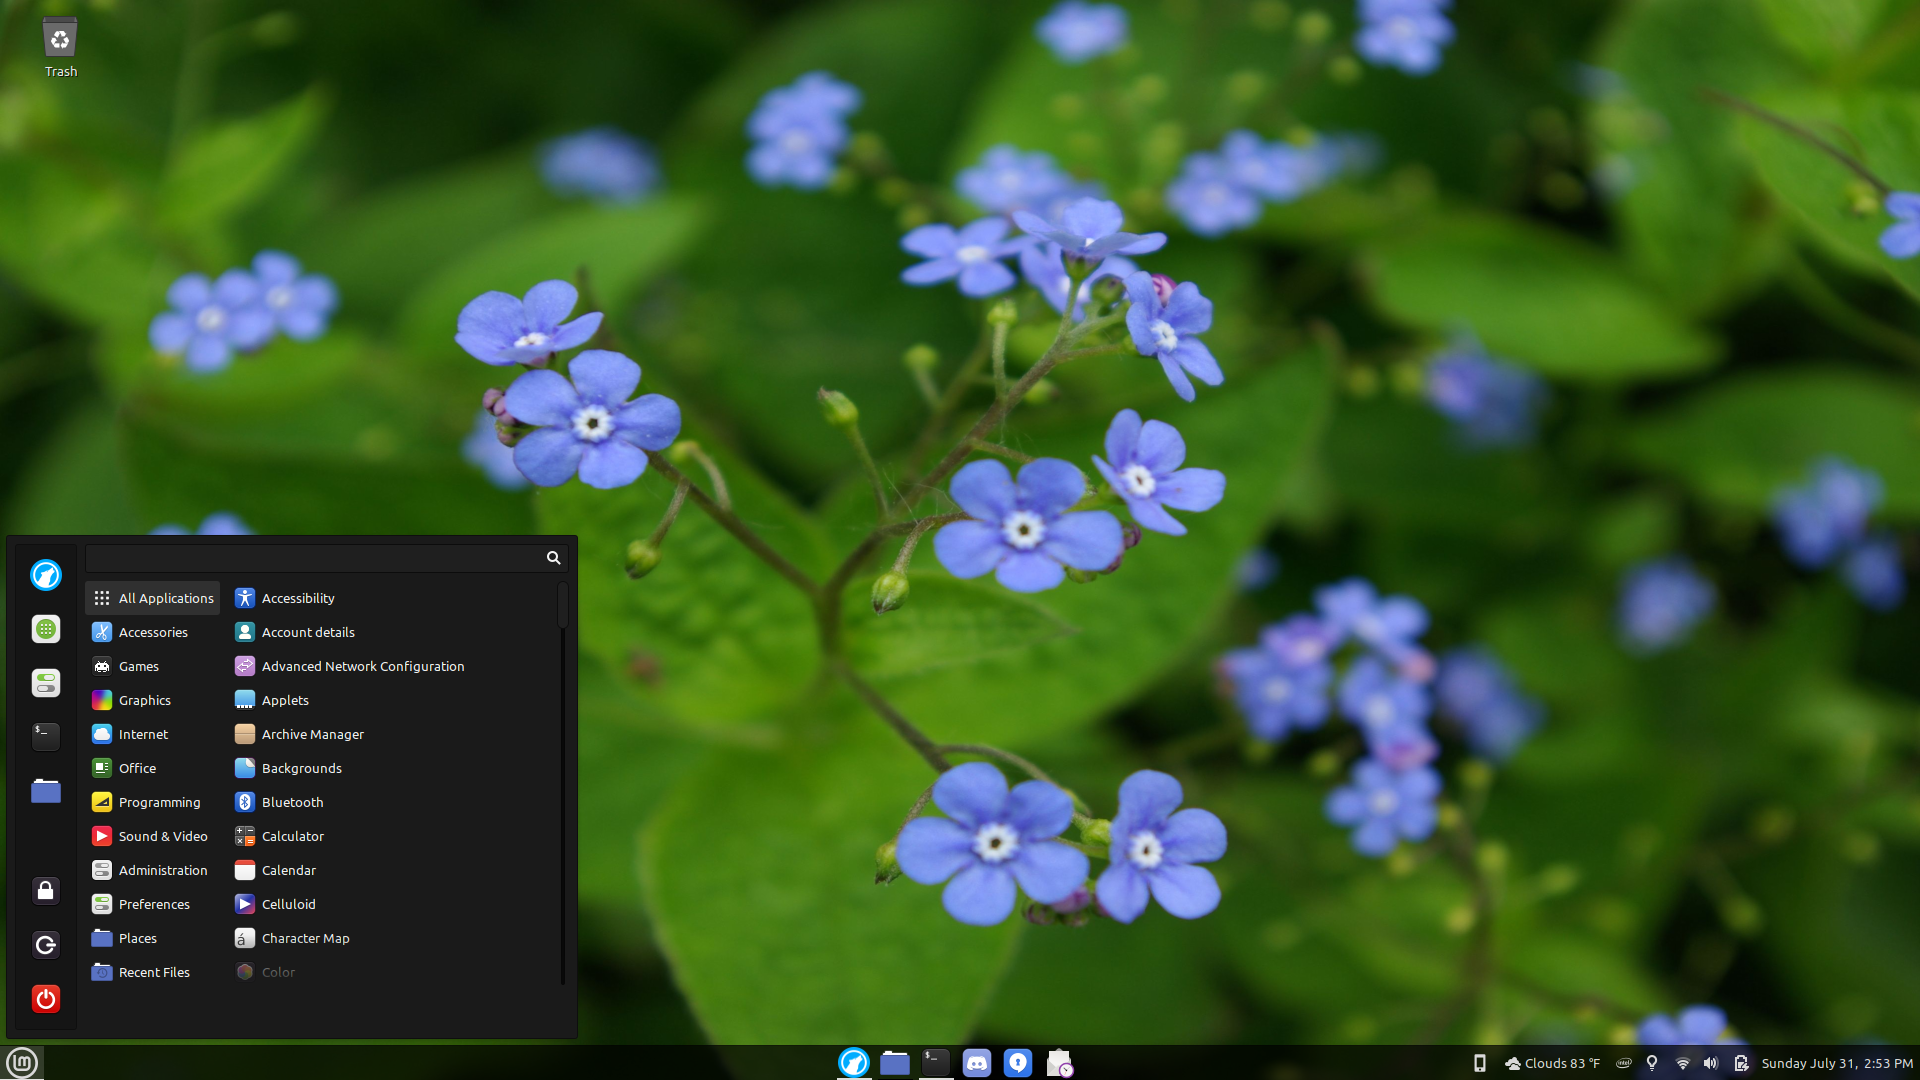 Trash
All Applications
Accessories
Games
Graphics
Internet
Office
Programming
Sound & Video
Administration
Preferences
Places
Recent Files
Accessibility
Account details
Advanced Network Configuration
Applets
Archive Manager
Backgrounds
Bluetooth
Calculator
Calendar
Celluloid
Character Map
Color
Clouds 83 °F
Sunday July 31, 2:53 PM